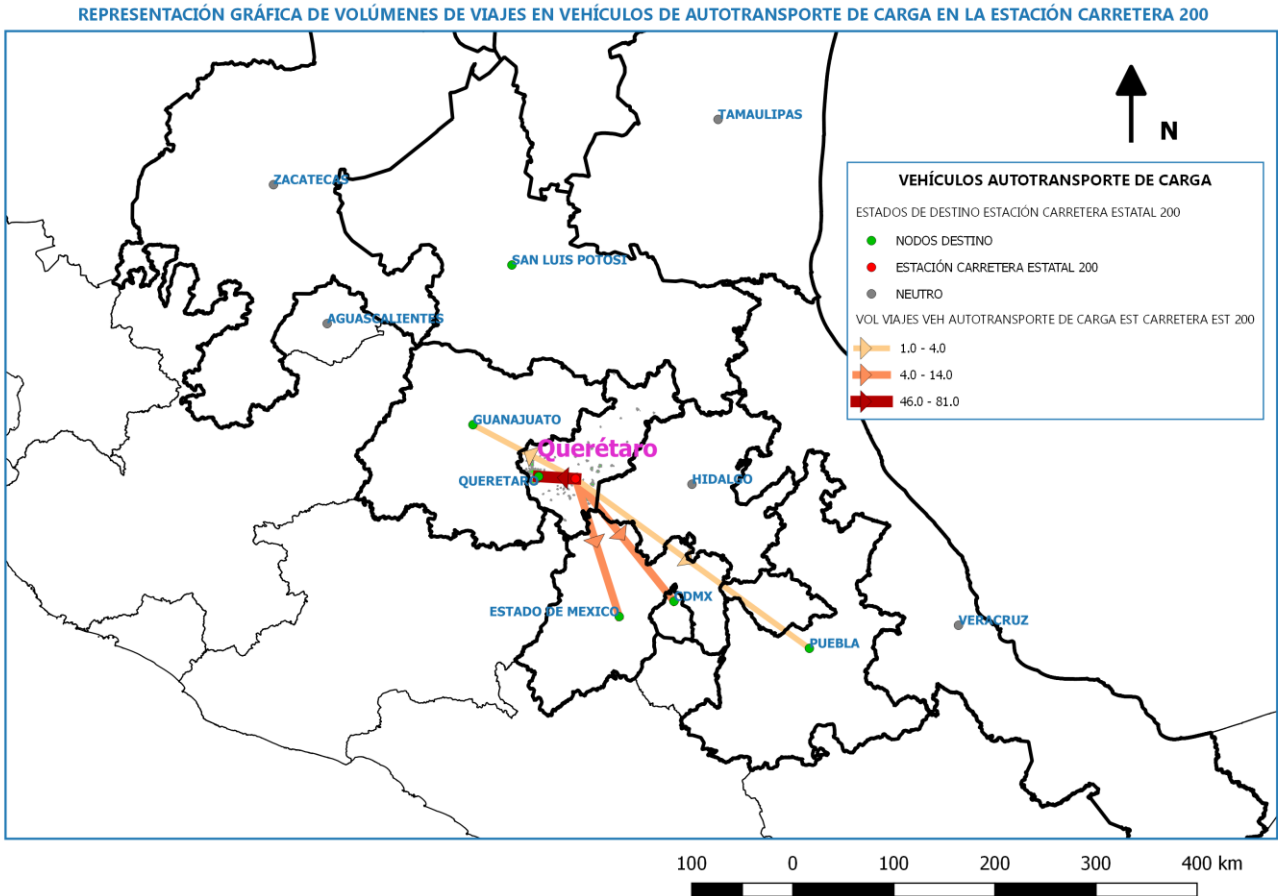 REPRESENTACIÓN GRÁFICA DE VOLÚMENES DE VIAJES EN VEHÍCULOS DE AUTOTRANSPORTE DE CARGA EN LA ESTACIÓN CARRETERA 200
TAMAULIPAS
N
ZACATECAS
VEHÍCULOS AUTOTRANSPORTE DE CARGA
ESTADOS DE DESTINO ESTACIÓN CARRETERA ESTATAL 200
NODOS DESTINO
ESTACIÓN CARRETERA ESTATAL 200
NEUTRO
VOL VIAJES VEH AUTOTRANSPORTE DE CARGA EST CARRETERA EST 200
1.0 - 4.0
4.0 - 14.0
46.0 - 81.0
SAN LUIS POTOSI
AGUASCALIENTES
GUANAJUATO
Querétaro
QUERETARO
HIDALGO
ESTADO DE MEXICO
CDMX
VERACRUZ
PUEBLA
100 0 100 200 300 400 km